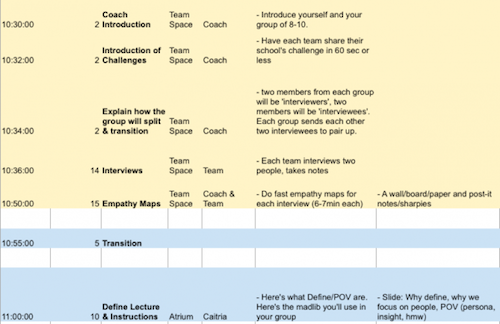 Coach Team - Introduce yourself and your
10:30:00 2 Introduction Space Coach group of 8-10.
- Have each team share their
Introduction of Team school's challenge in 60 sec or
10:32:00 2 Challenges Space Coach less
- two members from each group
will be 'interviewers', two
Explain how the members will be 'interviewees'.
group will split Team Each group sends each other
10:34:00 2 & transition Space Coach two interviewees to pair up.
Team - Each team interviews two
10:36:00 14 Interviews Space Team people, takes notes
Team Coach & - Do fast empathy maps for - A wall/board/paper and post-it
10:50:00 15 Empathy Maps Space Team each interview (6-7min each) notes/sharpies
10:55:00 5 Transition
- Here's what Define/POV are. - Slide: Why define, why we
Define Lecture Here's the madlib you'll use in focus on people, POV (persona,
11:00:00 10 & Instructions Atrium Caitria your group insight, hmw)